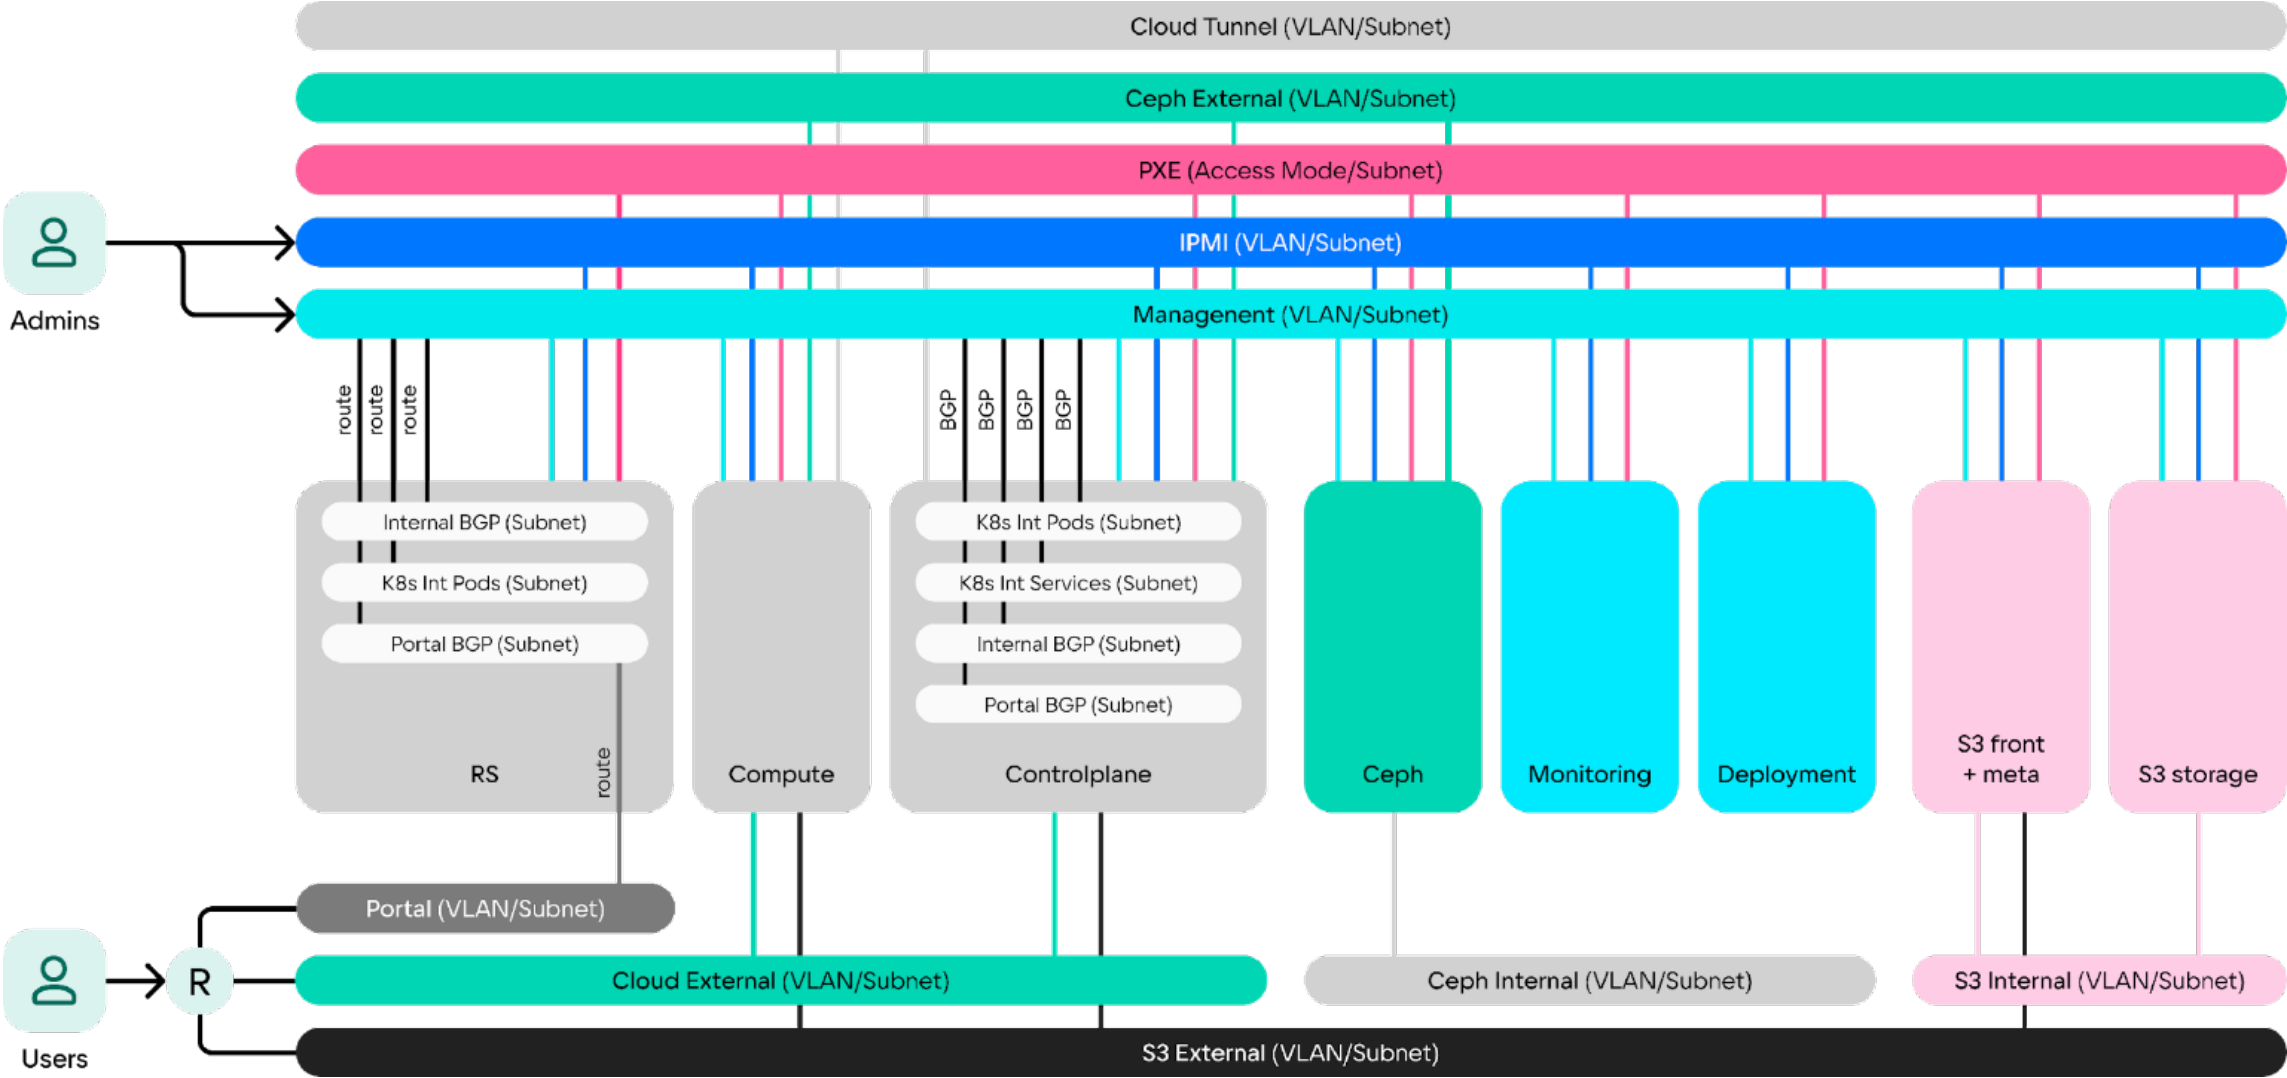 Cloud Tunnel (VLAN/Subnet)
Ceph External (VLAN/Subnet)
PXE (Access Mode/Subnet)
IPMI (VLAN/Subnet)
Admins
Managenent (VLAN/Subnet)
route
route
route
BGP
BGP
BGP
BGP
Internal BGP (Subnet)
K8s Int Pods (Subnet)
Portal BGP (Subnet)
route
RS
Compute
K8s Int Pods (Subnet)
K8s Int Services (Subnet)
Internal BGP (Subnet)
Portal BGP (Subnet)
Controlplane
Ceph
Monitoring
Deployment
S3 front
+ meta
S3 storage
Portal (VLAN/Subnet)
R
Users
Cloud External (VLAN/Subnet)
Ceph Internal (VLAN/Subnet)
S3 Internal (VLAN/Subnet)
S3 External (VLAN/Subnet)